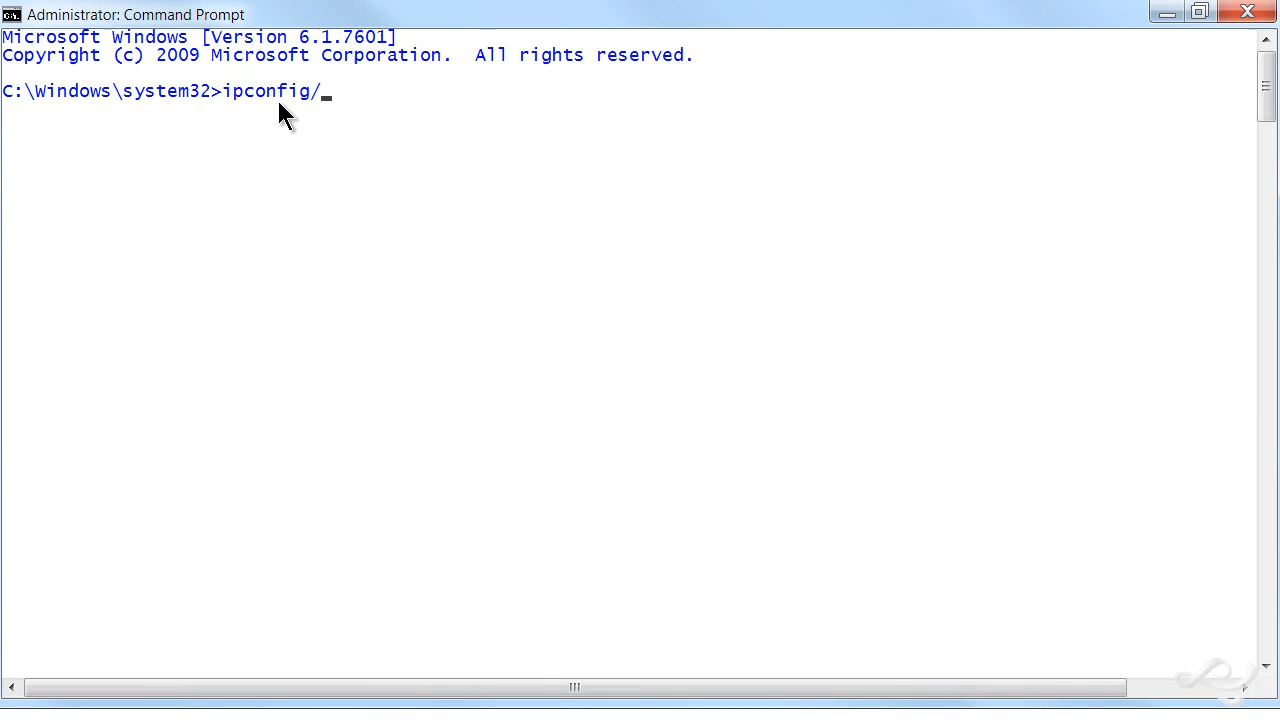 Administrator: Command Prompt
Microsoft Windows [Version 6.1.7601]
Copyright (c) 2009 Microsoft Corporation.  All rights reserved.
C:\Windows\system32>ipconfig/_